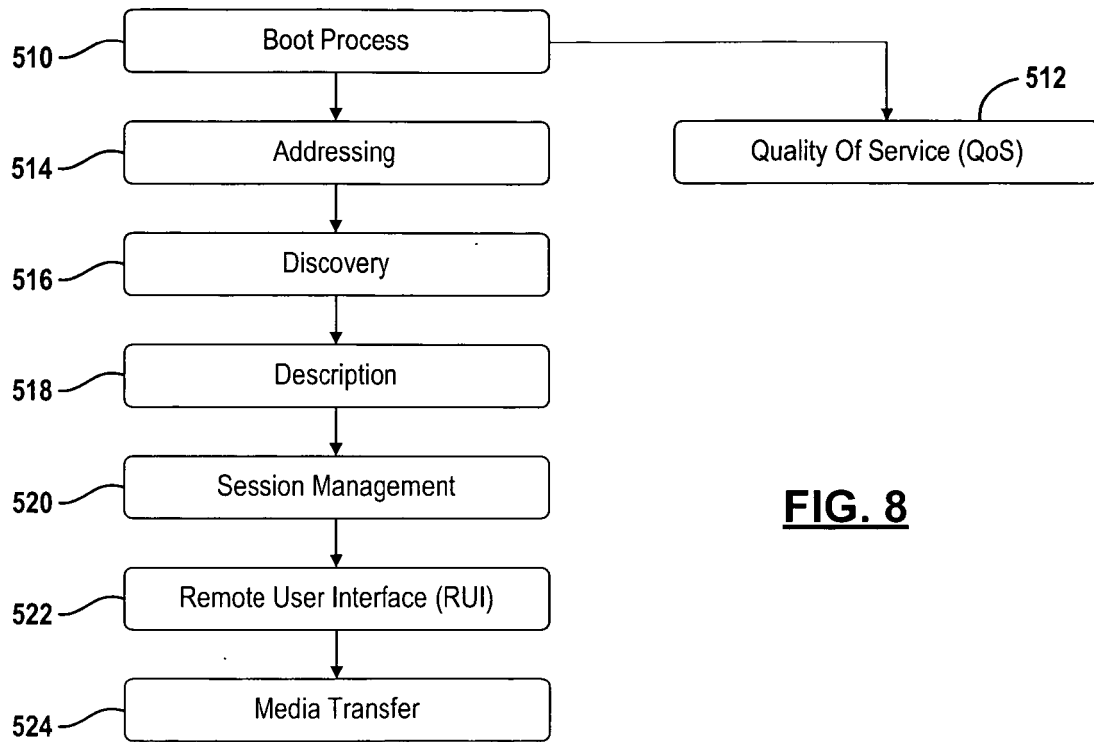 510
Boot Process
512
514
Addressing
Quality Of Service (QoS)
516
Discovery
518
Description
520
Session Management
FIG. 8
522
Remote User Interface (RUI)
524
Media Transfer